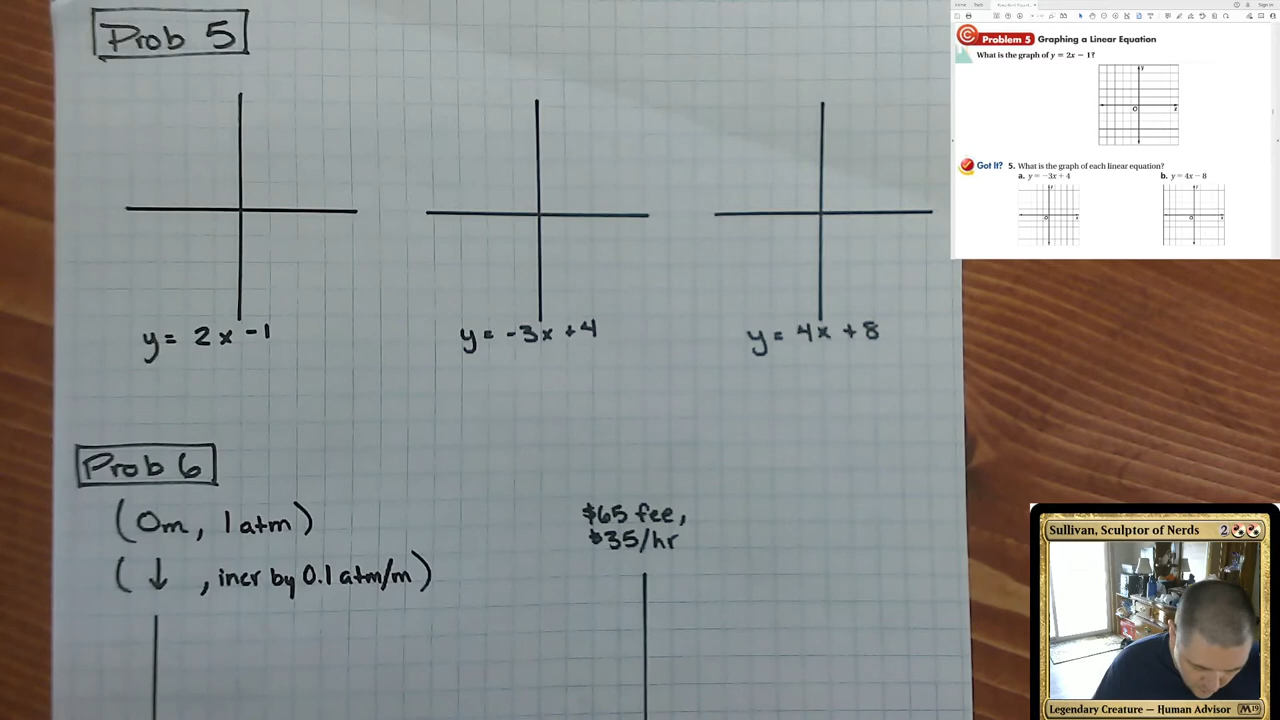 Prob 5
y = 2x -1
y = -3x +4
y = 4x +8
Prob 6
(0m, 1 atm)
( ↓ , incr by 0.1 atm/m)
$65 fee,
$35/hr
Problem 5 Graphing a Linear Equation
What is the graph of y = 2x − 1?
y
O
x
Got It? 5. What is the graph of each linear equation?
a. y = −3x + 4
b. y = 4x − 8
y
O
x
y
O
x
Sullivan, Sculptor of Nerds 2
Legendary Creature — Human Advisor M19